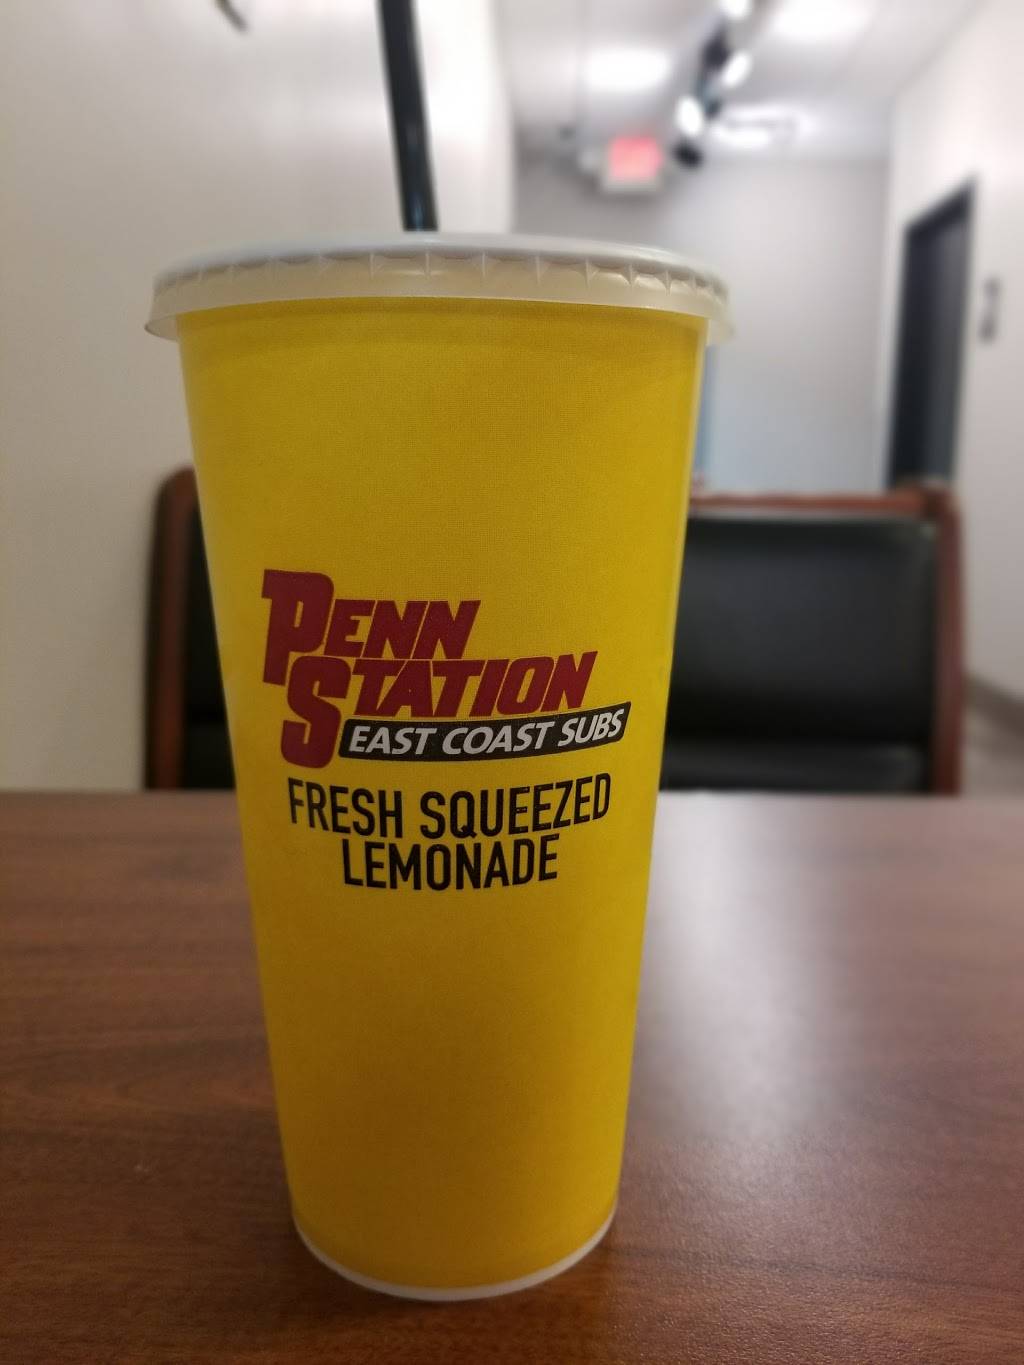 PENN
STATION
EAST COAST SUBS
FRESH SQUEEZED
LEMONADE